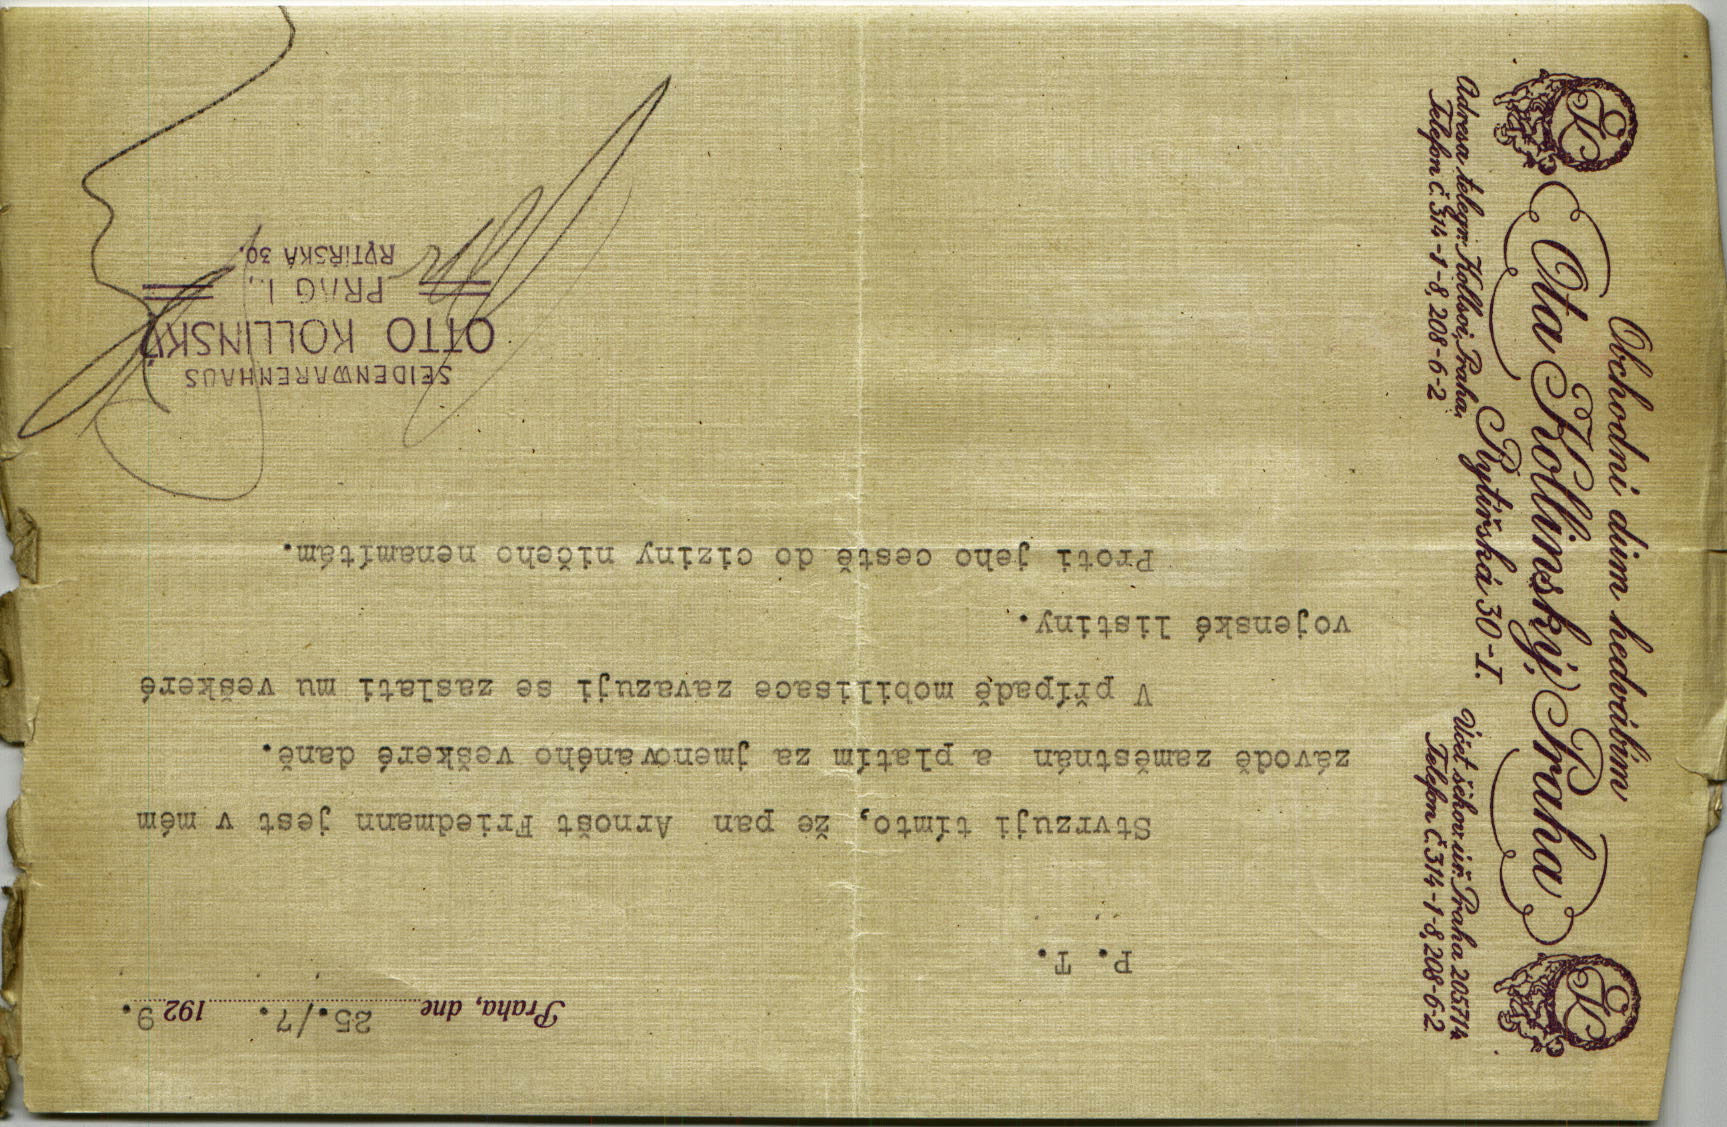 Obchodní dům hedvábím
Ota Kollinský, Praha
Rytířská 30-I.
Adresa telegr. Kollsoi, Praha.
Telefon č. 314-1-8, 208-6-2
Účet šekov. úř. Praha 205714
Telefon č. 314-1-8, 208-6-2
Praha, dne 25./7. 1929.
P. T.
Stvrzuji tímto, že pan Arnošt Friedmann jest v mém
závodě zaměstnán a platím za jmenovaného veškeré daně.
V případě mobilisace zavazuji se zaslati mu veškeré
vojenské listiny.
Proti jeho cestě do ciziny ničeho nenamítám.
SEIDENWARENHAUS
OTTO KOLLINSKÝ
PRAG I.,
RYTIŘSKÁ 30.